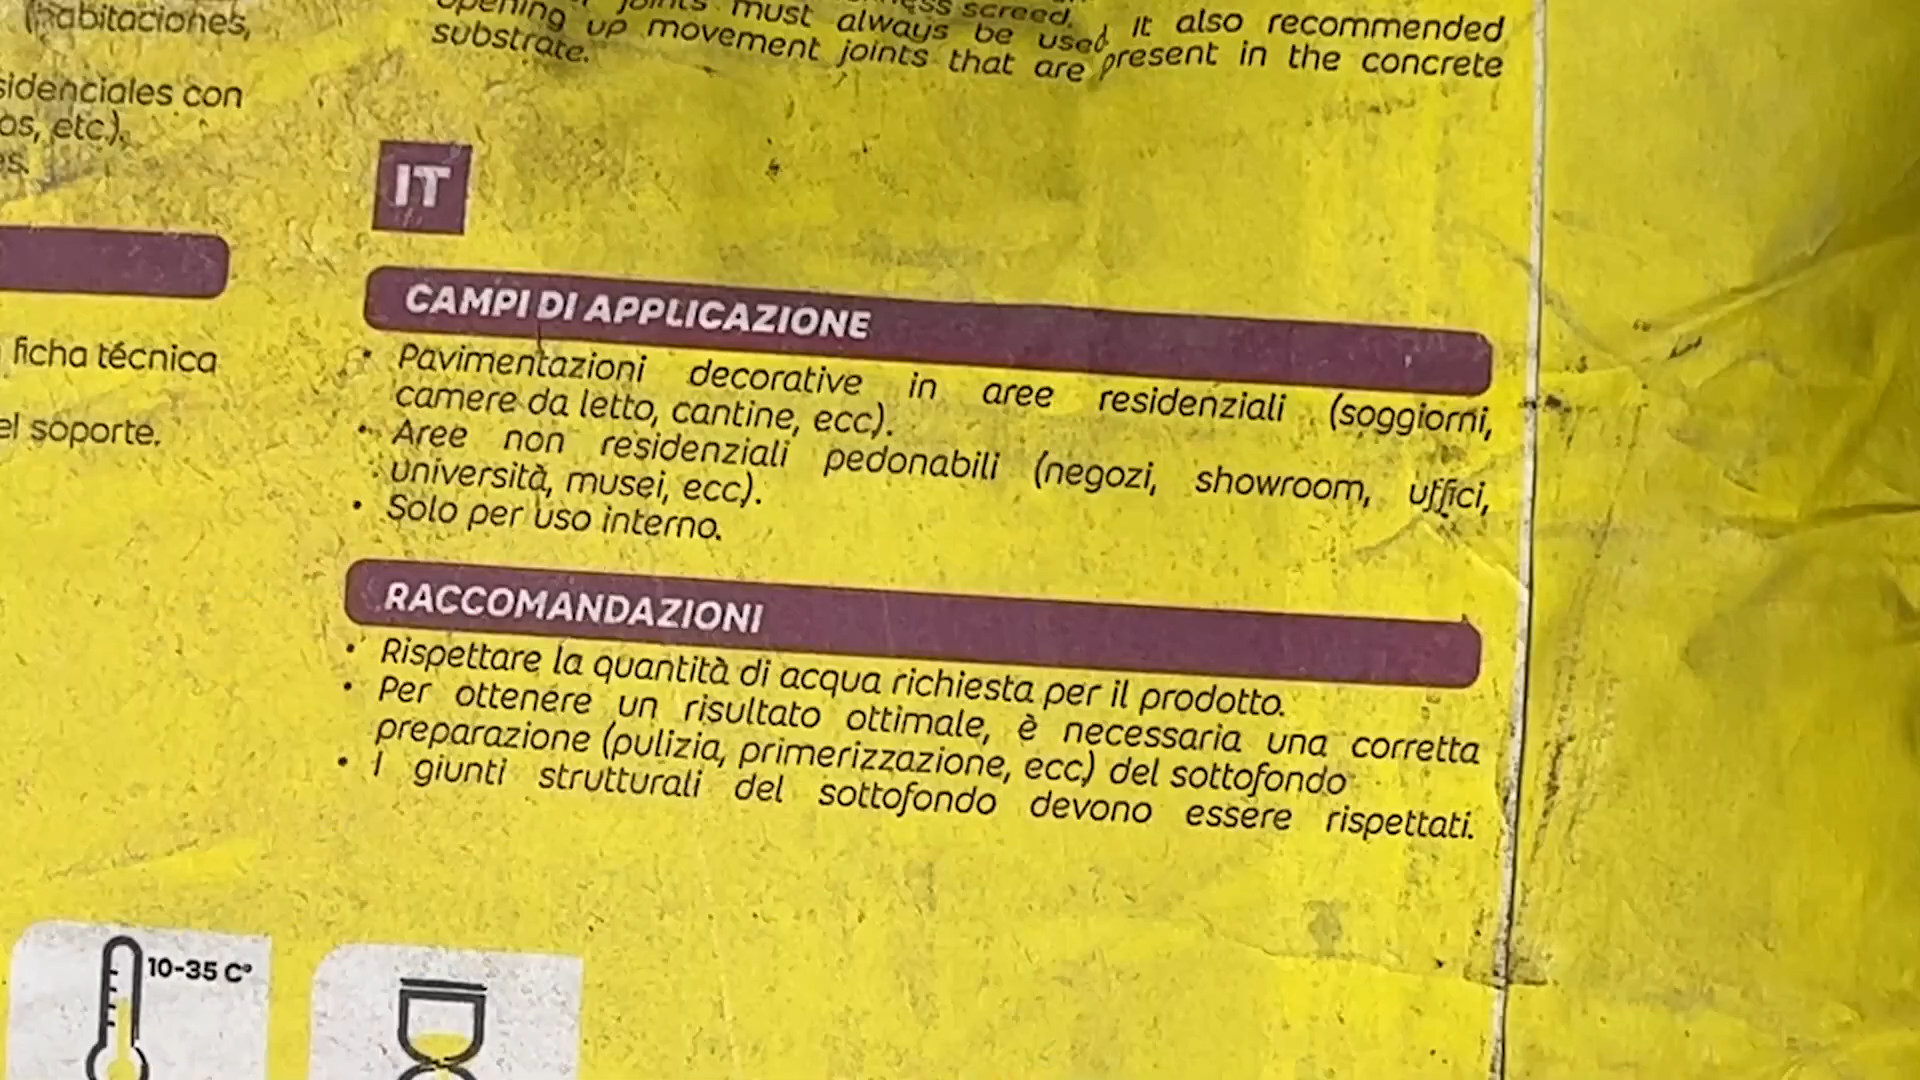 (habitaciones,
sidenciales con
os, etc).
es.
ficha técnica
el soporte.
screed.
joints must always be used. It also recommended
opening up movement joints that are present in the concrete
substrate.
IT
CAMPI DI APPLICAZIONE
• Pavimentazioni decorative in aree residenziali (soggiorni,
camere da letto, cantine, ecc).
• Aree non residenziali pedonabili (negozi, showroom, uffici,
università, musei, ecc).
• Solo per uso interno.
RACCOMANDAZIONI
• Rispettare la quantità di acqua richiesta per il prodotto.
• Per ottenere un risultato ottimale, è necessaria una corretta
preparazione (pulizia, primerizzazione, ecc) del sottofondo
• I giunti strutturali del sottofondo devono essere rispettati.
10-35 C°